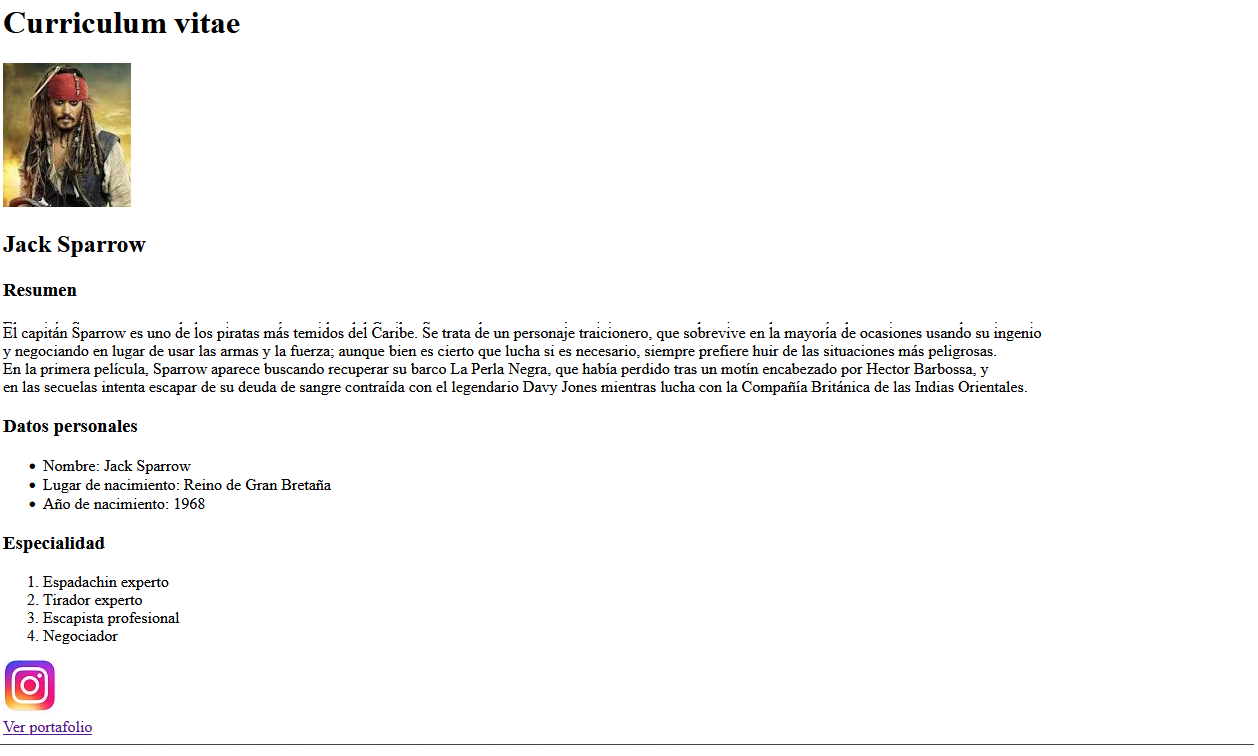 Curriculum vitae
Jack Sparrow
Resumen
El capitán Sparrow es uno de los piratas más temidos del Caribe. Se trata de un personaje traicionero, que sobrevive en la mayoría de ocasiones usando su ingenio
y negociando en lugar de usar las armas y la fuerza; aunque bien es cierto que lucha si es necesario, siempre prefiere huir de las situaciones más peligrosas.
En la primera película, Sparrow aparece buscando recuperar su barco La Perla Negra, que había perdido tras un motín encabezado por Hector Barbossa, y
en las secuelas intenta escapar de su deuda de sangre contraída con el legendario Davy Jones mientras lucha con la Compañía Británica de las Indias Orientales.
Datos personales
• Nombre: Jack Sparrow
• Lugar de nacimiento: Reino de Gran Bretaña
• Año de nacimiento: 1968
Especialidad
1. Espadachin experto
2. Tirador experto
3. Escapista profesional
4. Negociador
Ver portafolio